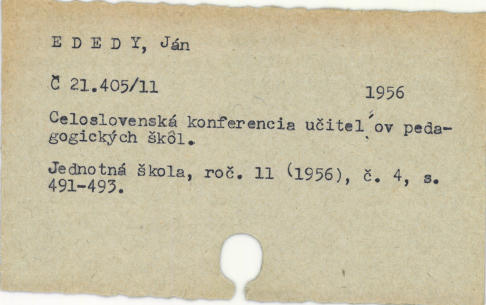 E D E D Y, Ján
Č 21.405/11 1956
Celoslovenská konferencia učiteľov peda-
gogických škôl.
Jednotná škola, roč. 11 (1956), č. 4, s.
491-493.